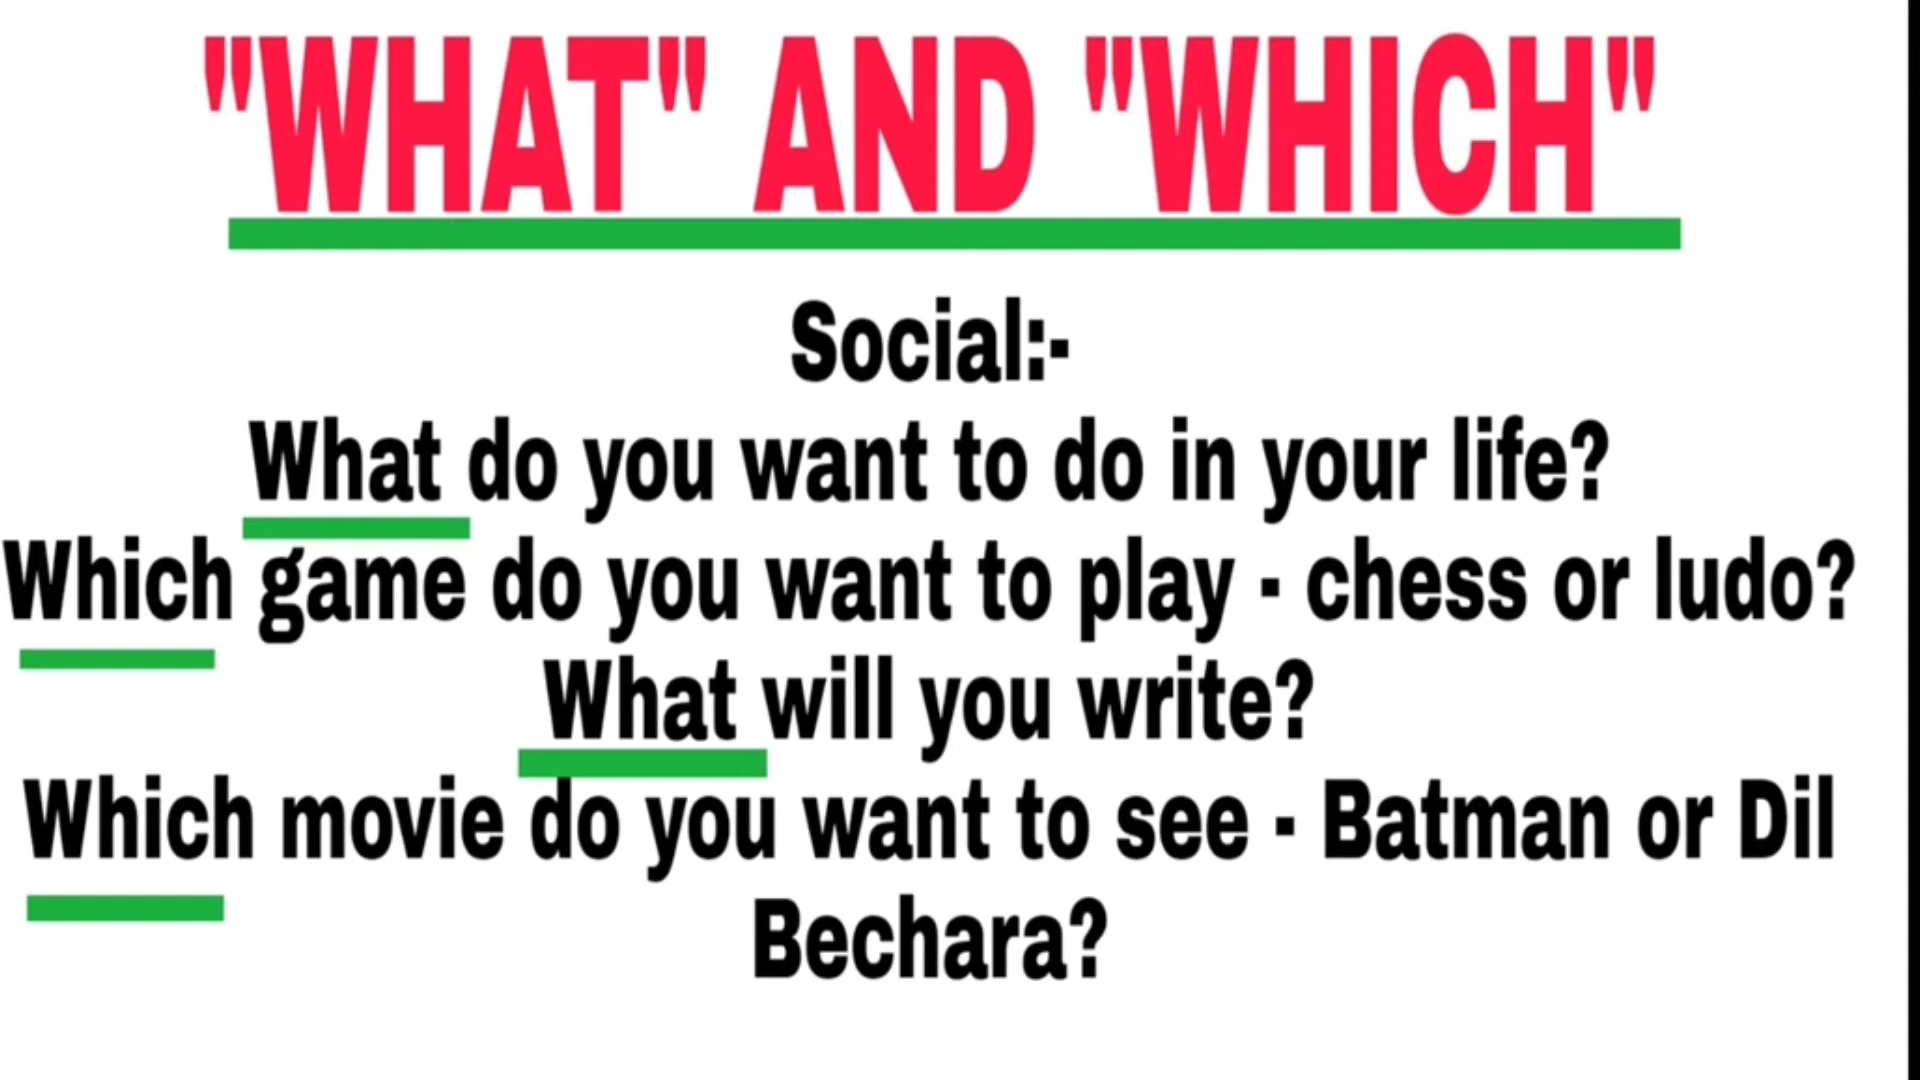 "WHAT" AND "WHICH"
Social:-
What do you want to do in your life?
Which game do you want to play - chess or ludo?
What will you write?
Which movie do you want to see - Batman or Dil
Bechara?